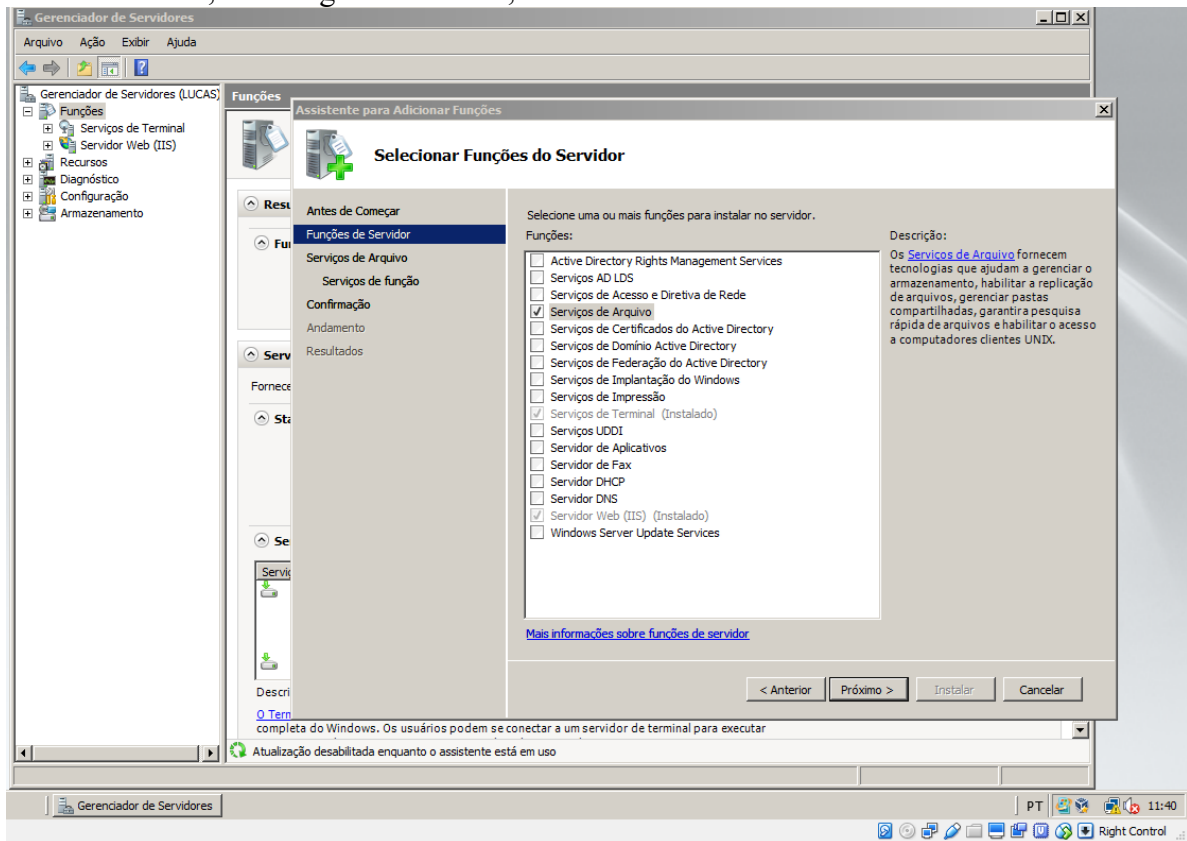 Gerenciador de Servidores
Arquivo Ação Exibir Ajuda
Gerenciador de Servidores (LUCAS)
Funções
Serviços de Terminal
Servidor Web (IIS)
Recursos
Diagnóstico
Configuração
Armazenamento
Funções
Resu
Fu
Serv
Fornece
Sta
Se
Servic
Descri
O Term
completa do Windows. Os usuários podem se conectar a um servidor de terminal para executar
Atualização desabilitada enquanto o assistente está em uso
Assistente para Adicionar Funções
Selecionar Funções do Servidor
Antes de Começar
Funções de Servidor
Serviços de Arquivo
Serviços de função
Confirmação
Andamento
Resultados
Selecione uma ou mais funções para instalar no servidor.
Funções:
Active Directory Rights Management Services
Serviços AD LDS
Serviços de Acesso e Diretiva de Rede
Serviços de Arquivo
Serviços de Certificados do Active Directory
Serviços de Domínio Active Directory
Serviços de Federação do Active Directory
Serviços de Implantação do Windows
Serviços de Impressão
Serviços de Terminal (Instalado)
Serviços UDDI
Servidor de Aplicativos
Servidor de Fax
Servidor DHCP
Servidor DNS
Servidor Web (IIS) (Instalado)
Windows Server Update Services
Mais informações sobre funções de servidor
Descrição:
Os Serviços de Arquivo fornecem
tecnologias que ajudam a gerenciar o
armazenamento, habilitar a replicação
de arquivos, gerenciar pastas
compartilhadas, garantir a pesquisa
rápida de arquivos e habilitar o acesso
a computadores clientes UNIX.
< Anterior Próximo > Instalar Cancelar
Gerenciador de Servidores
PT 11:40
Right Control